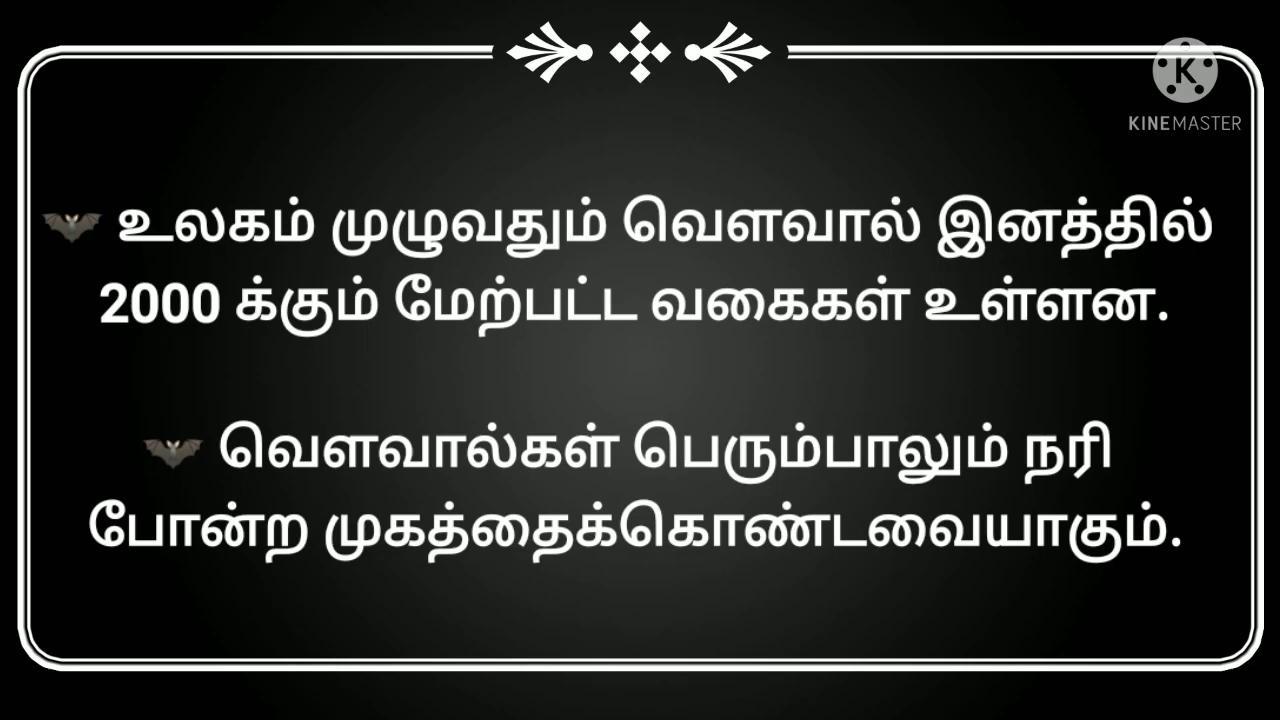 KINEMASTER
🦇 உலகம் முழுவதும் வௌவால் இனத்தில்
2000 க்கும் மேற்பட்ட வகைகள் உள்ளன.
🦇 வௌவால்கள் பெரும்பாலும் நரி
போன்ற முகத்தைக்கொண்டவையாகும்.